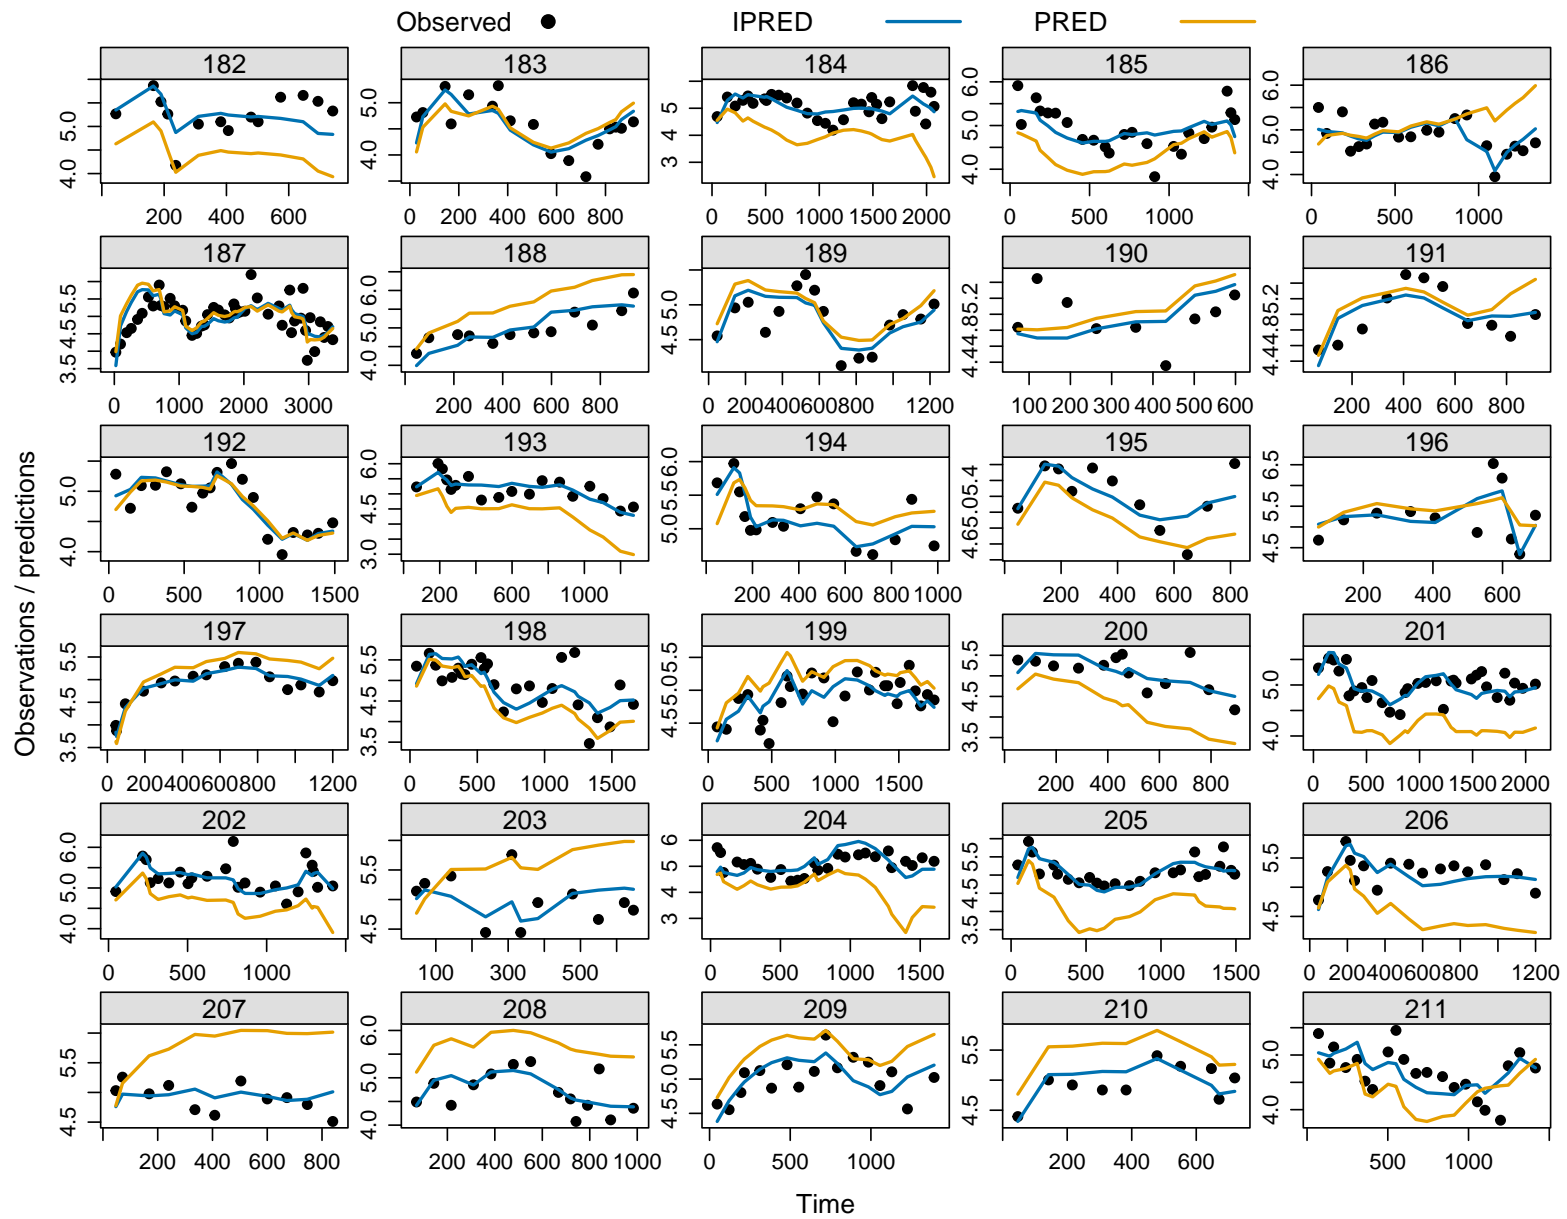 Observed IPRED PRED
182 183 184 185 186
4.0 5.0 4.0 5.0 3 4 5 4.0 5.0 6.0 4.0 5.0 6.0
200 400 600 0 200 400 600 800 0 500 1000 1500 2000 0 500 1000 0 500 1000
187 188 189 190 191
3.5 4.5 5.5 4.0 5.0 6.0 4.5 5.0 4.4 4.8 5.2 4.4 4.8 5.2
0 1000 2000 3000 200 400 600 800 0 200 400 600 800 1200 100 200 300 400 500 600 200 400 600 800
192 193 194 195 196
4.0 5.0 3.0 4.5 6.0 5.0 5.5 6.0 4.6 5.0 5.4 4.5 5.5 6.5
0 500 1000 1500 200 600 1000 200 400 600 800 1000 200 400 600 800 200 400 600
197 198 199 200 201
3.5 4.5 5.5 3.5 4.5 5.5 4.5 5.0 5.5 3.5 4.5 5.5 4.0 5.0
0 200 400 600 800 1200 0 500 1000 1500 0 500 1000 1500 200 400 600 800 0 500 1000 1500 2000
202 203 204 205 206
4.0 5.0 6.0 4.5 5.5 3 4 5 6 3.5 4.5 5.5 4.5 5.5
0 500 1000 100 300 500 0 500 1000 1500 0 500 1000 1500 0 200 400 600 800 1200
207 208 209 210 211
4.5 5.5 4.0 5.0 6.0 4.5 5.0 5.5 4.5 5.5 4.0 5.0
200 400 600 800 200 400 600 800 1000 0 500 1000 200 400 600 500 1000
Observations / predictions
Time